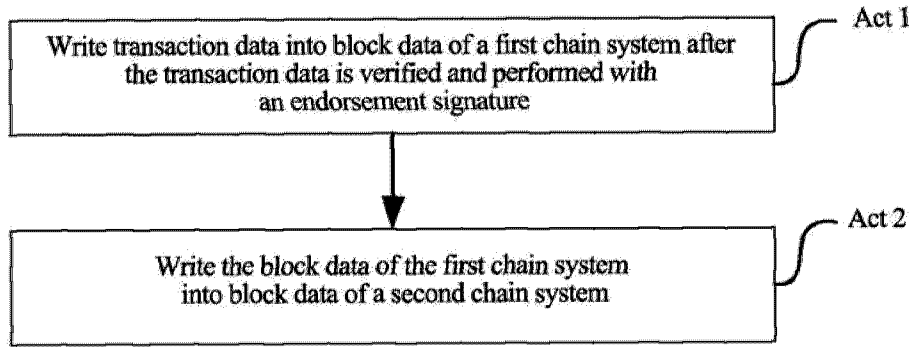 Act 1
Write transaction data into block data of a first chain system after
the transaction data is verified and performed with
an endorsement signature
Act 2
Write the block data of the first chain system
into block data of a second chain system